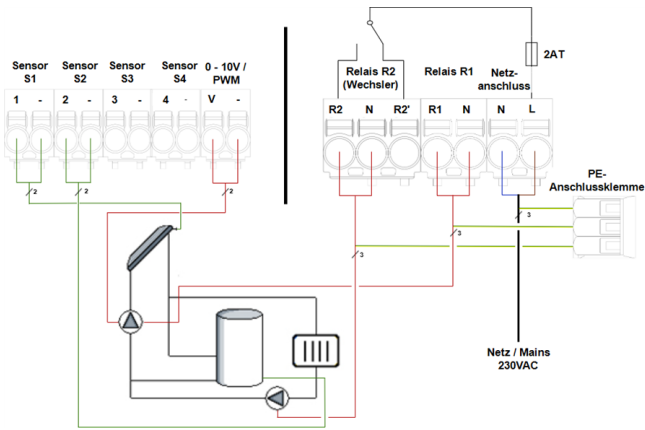 Sensor S1
Sensor S2
Sensor S3
Sensor S4
0 - 10V / PWM
1 -
2 -
3 -
4 -
V -
2
2
2
2AT
Relais R2 (Wechsler)
Relais R1
Netz-
anschluss
R2 N R2'
R1 N
N L
PE-
Anschlussklemme
3
3
3
Netz / Mains
230VAC